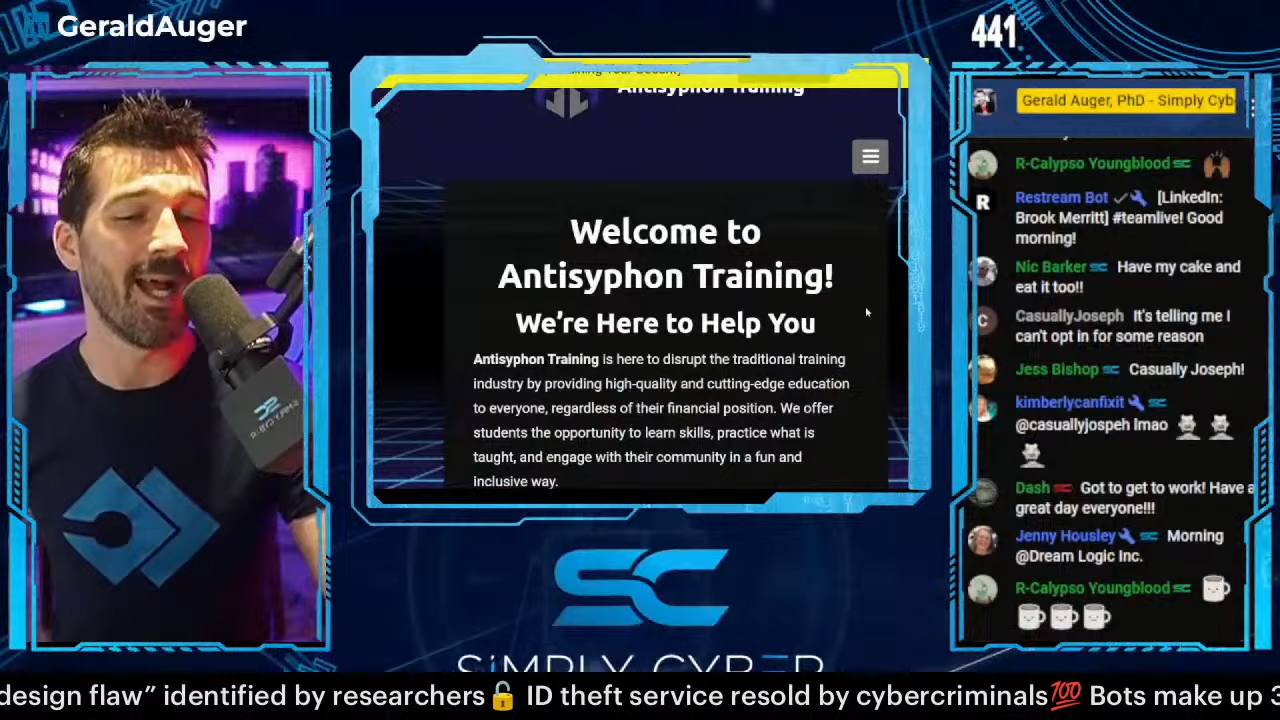 GeraldAuger
441
Antisyphon Training
Welcome to
Antisyphon Training!
We're Here to Help You
Antisyphon Training is here to disrupt the traditional training
industry by providing high-quality and cutting-edge education
to everyone, regardless of their financial position. We offer
students the opportunity to learn skills, practice what is
taught, and engage with their community in a fun and
inclusive way.
SC
SIMPLY CYBER
Gerald Auger, PhD - Simply Cyb
R-Calypso Youngblood
Restream Bot [LinkedIn:
Brook Merritt] #teamlive! Good
morning!
Nic Barker Have my cake and
eat it too!!
CasuallyJoseph It's telling me I
can't opt in for some reason
Jess Bishop Casually Joseph!
kimberlycanfixit
@casuallyjospeh lmao
Dash Got to get to work! Have a
great day everyone!!!
Jenny Housley Morning
@Dream Logic Inc.
R-Calypso Youngblood
design flaw” identified by researchers🔓 ID theft service resold by cybercriminals💯 Bots make up 3